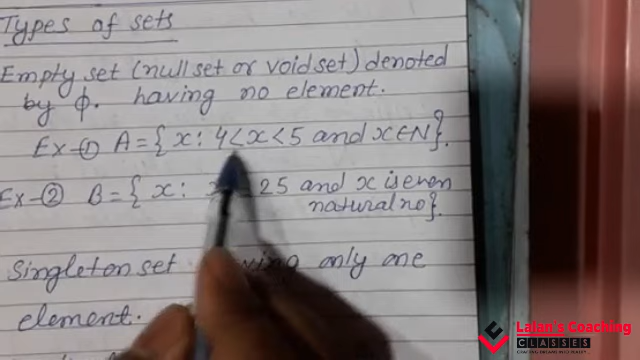 Types of sets
Empty set (null set or void set) denoted
by ϕ. having no element.
Ex-① A = { x : 4 < x < 5 and x ∈ N }.
Ex-② B = { x : 25 and x is even
natural no }.
Singleton set only one
element.
Lalan's Coaching
CLASSES